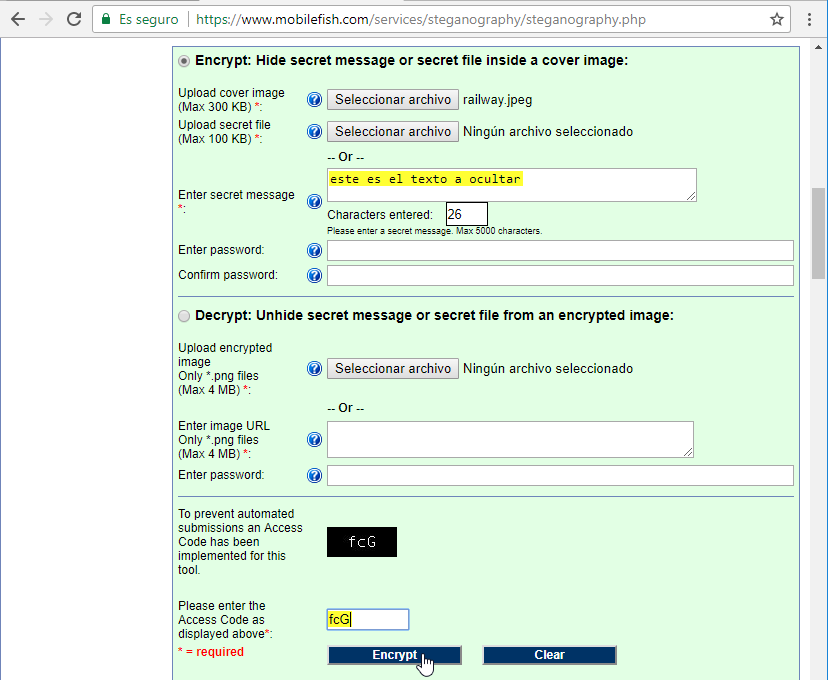 Es seguro
https://www.mobilefish.com/services/steganography/steganography.php
Encrypt: Hide secret message or secret file inside a cover image:
Upload cover image
(Max 300 KB) *:
Seleccionar archivo railway.jpeg
Upload secret file
(Max 100 KB) *:
Seleccionar archivo Ningún archivo seleccionado
-- Or --
Enter secret message
*:
este es el texto a ocultar
Characters entered: 26
Please enter a secret message. Max 5000 characters.
Enter password:
Confirm password:
Decrypt: Unhide secret message or secret file from an encrypted image:
Upload encrypted
image
Only *.png files
(Max 4 MB) *:
Seleccionar archivo Ningún archivo seleccionado
-- Or --
Enter image URL
Only *.png files
(Max 4 MB) *:
Enter password:
To prevent automated
submissions an Access
Code has been
implemented for this
tool.
fcG
Please enter the
Access Code as
displayed above*:
fcG
* = required
Encrypt
Clear